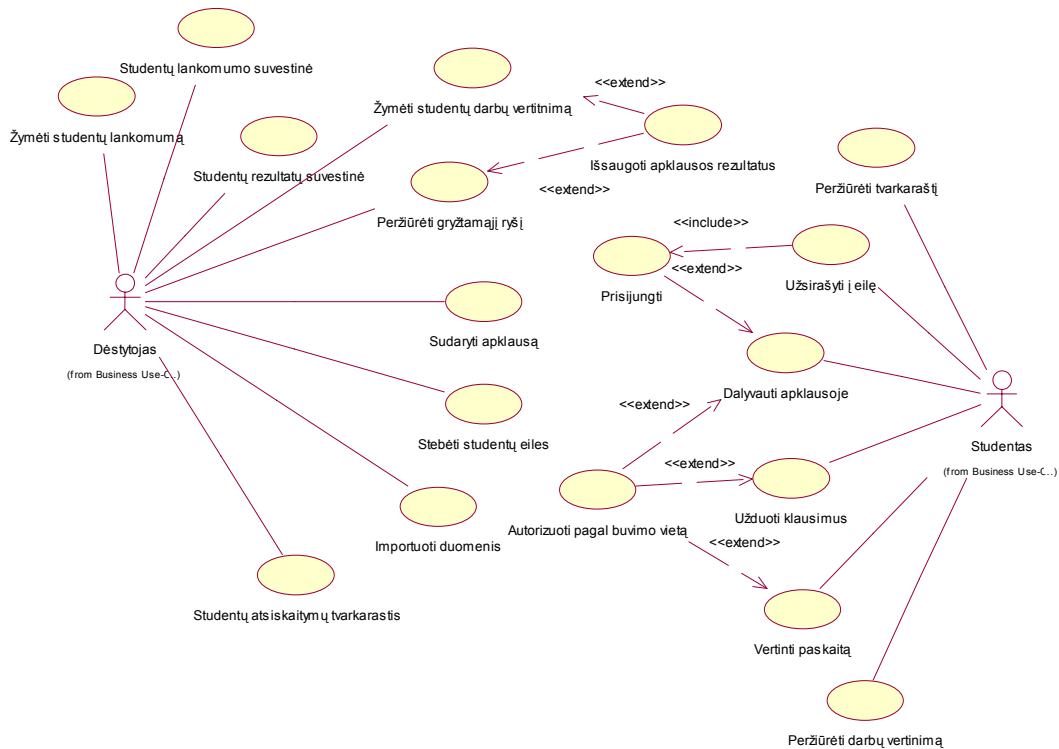 Studentų lankomumo suvestinė
Žymėti studentų lankomumą
Žymėti studentų darbų vertitnimą
<<extend>>
Studentų rezultatų suvestinė
Išsaugoti apklausos rezultatus
<<extend>>
Peržiūrėti gryžtamąjį ryšį
Peržiūrėti tvarkaraštį
<<include>>
<<extend>>
Prisijungti
Užsirašyti į eilę
Sudaryti apklausą
Dėstytojas
(from Business Use-C...)
Dalyvauti apklausoje
<<extend>>
Stebėti studentų eiles
Studentas
(from Business Use-C...)
<<extend>>
Autorizuoti pagal buvimo vietą
Užduoti klausimus
<<extend>>
Importuoti duomenis
Studentų atsiskaitymų tvarkarastis
Vertinti paskaitą
Peržiūrėti darbų vertinimą